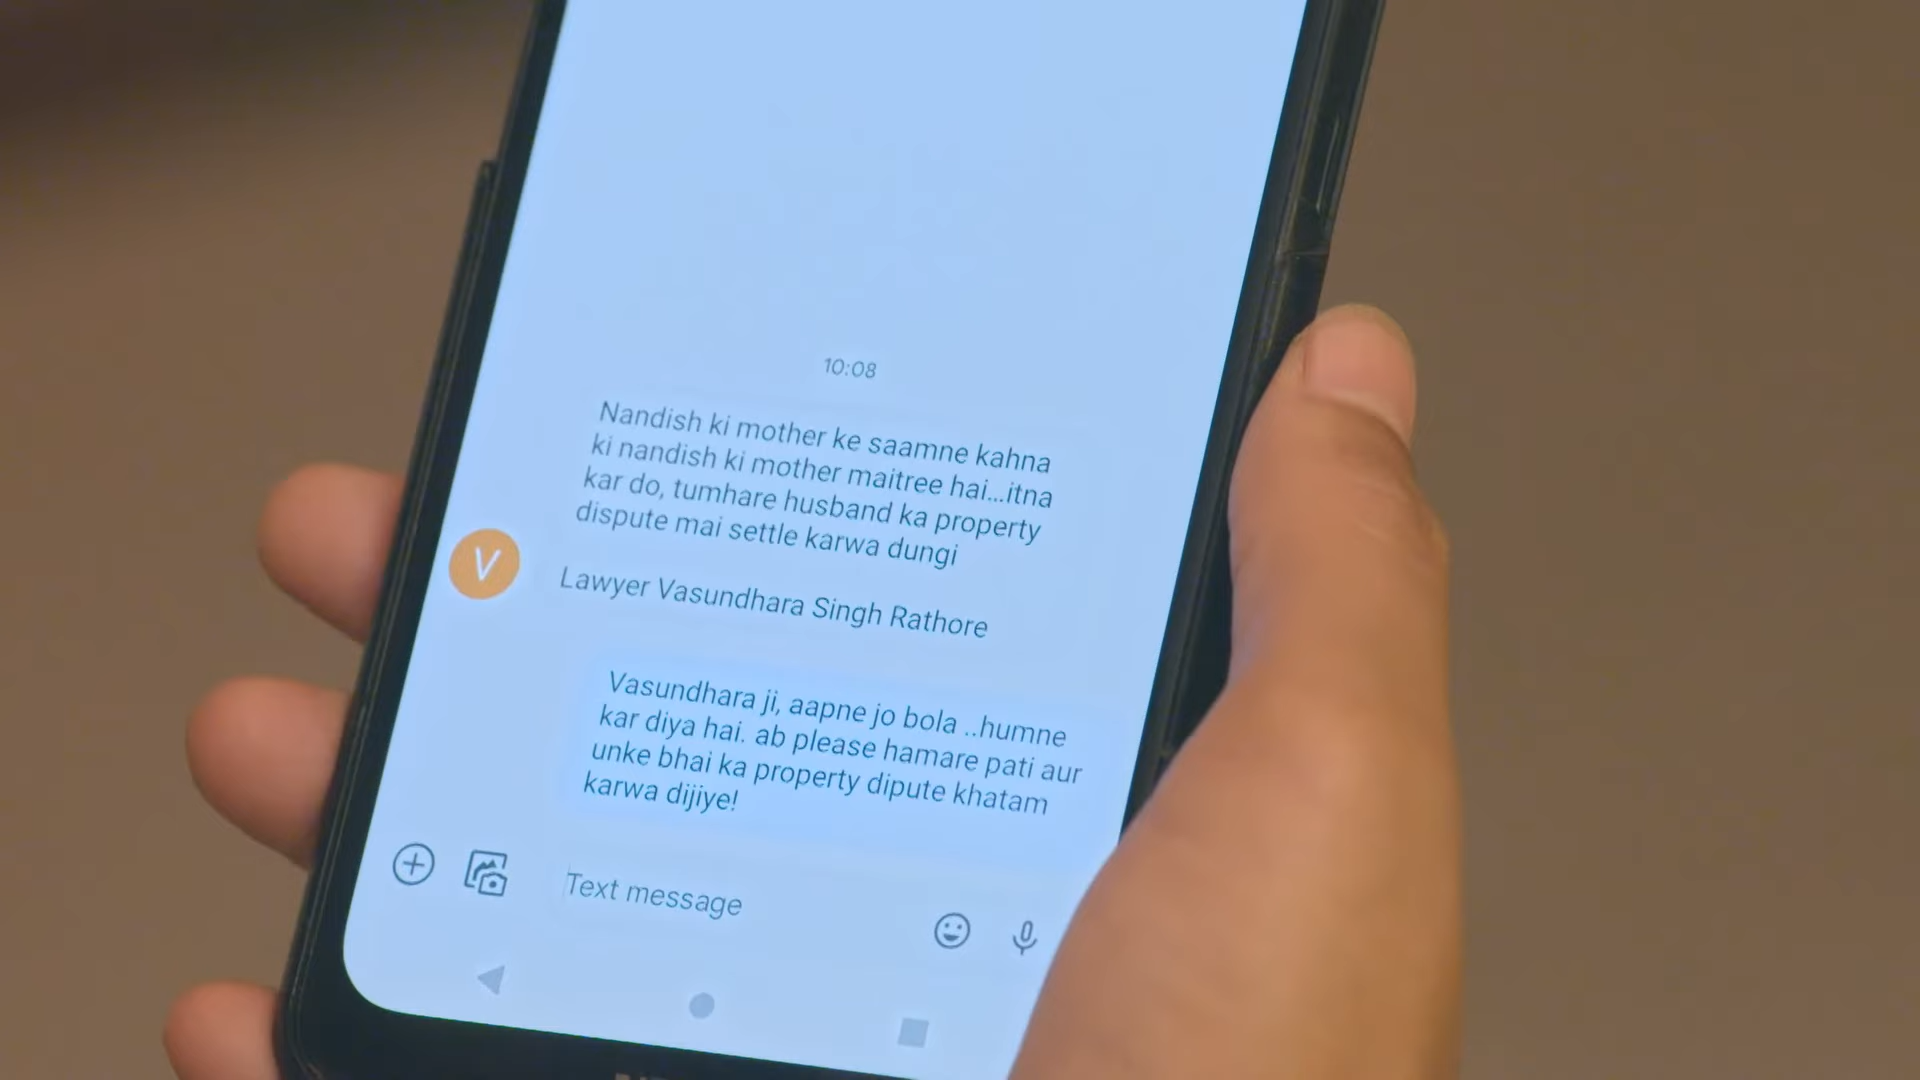 10:08
Nandish ki mother ke saamne kahna
ki nandish ki mother maitree hai...itna
kar do, tumhare husband ka property
dispute mai settle karwa dungi
V
Lawyer Vasundhara Singh Rathore
Vasundhara ji, aapne jo bola ..humne
kar diya hai. ab please hamare pati aur
unke bhai ka property dipute khatam
karwa dijiye!
Text message